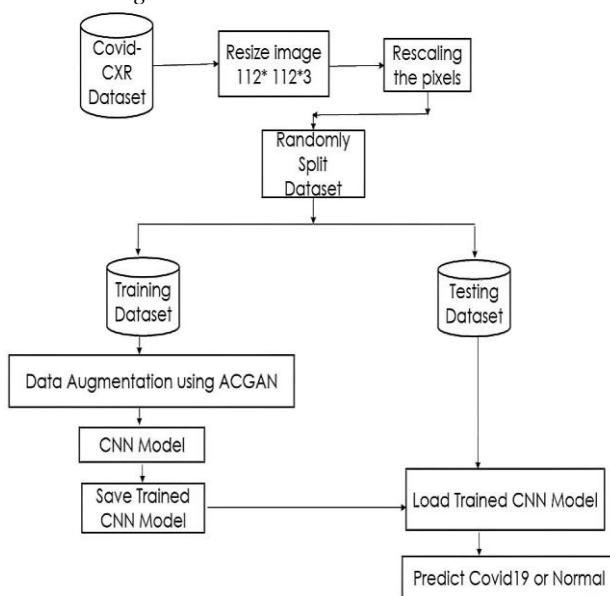 Covid-
CXR
Dataset
Resize image
112* 112*3
Rescaling
the pixels
Randomly
Split
Dataset
Training
Dataset
Testing
Dataset
Data Augmentation using ACGAN
CNN Model
Save Trained
CNN Model
Load Trained CNN Model
Predict Covid19 or Normal